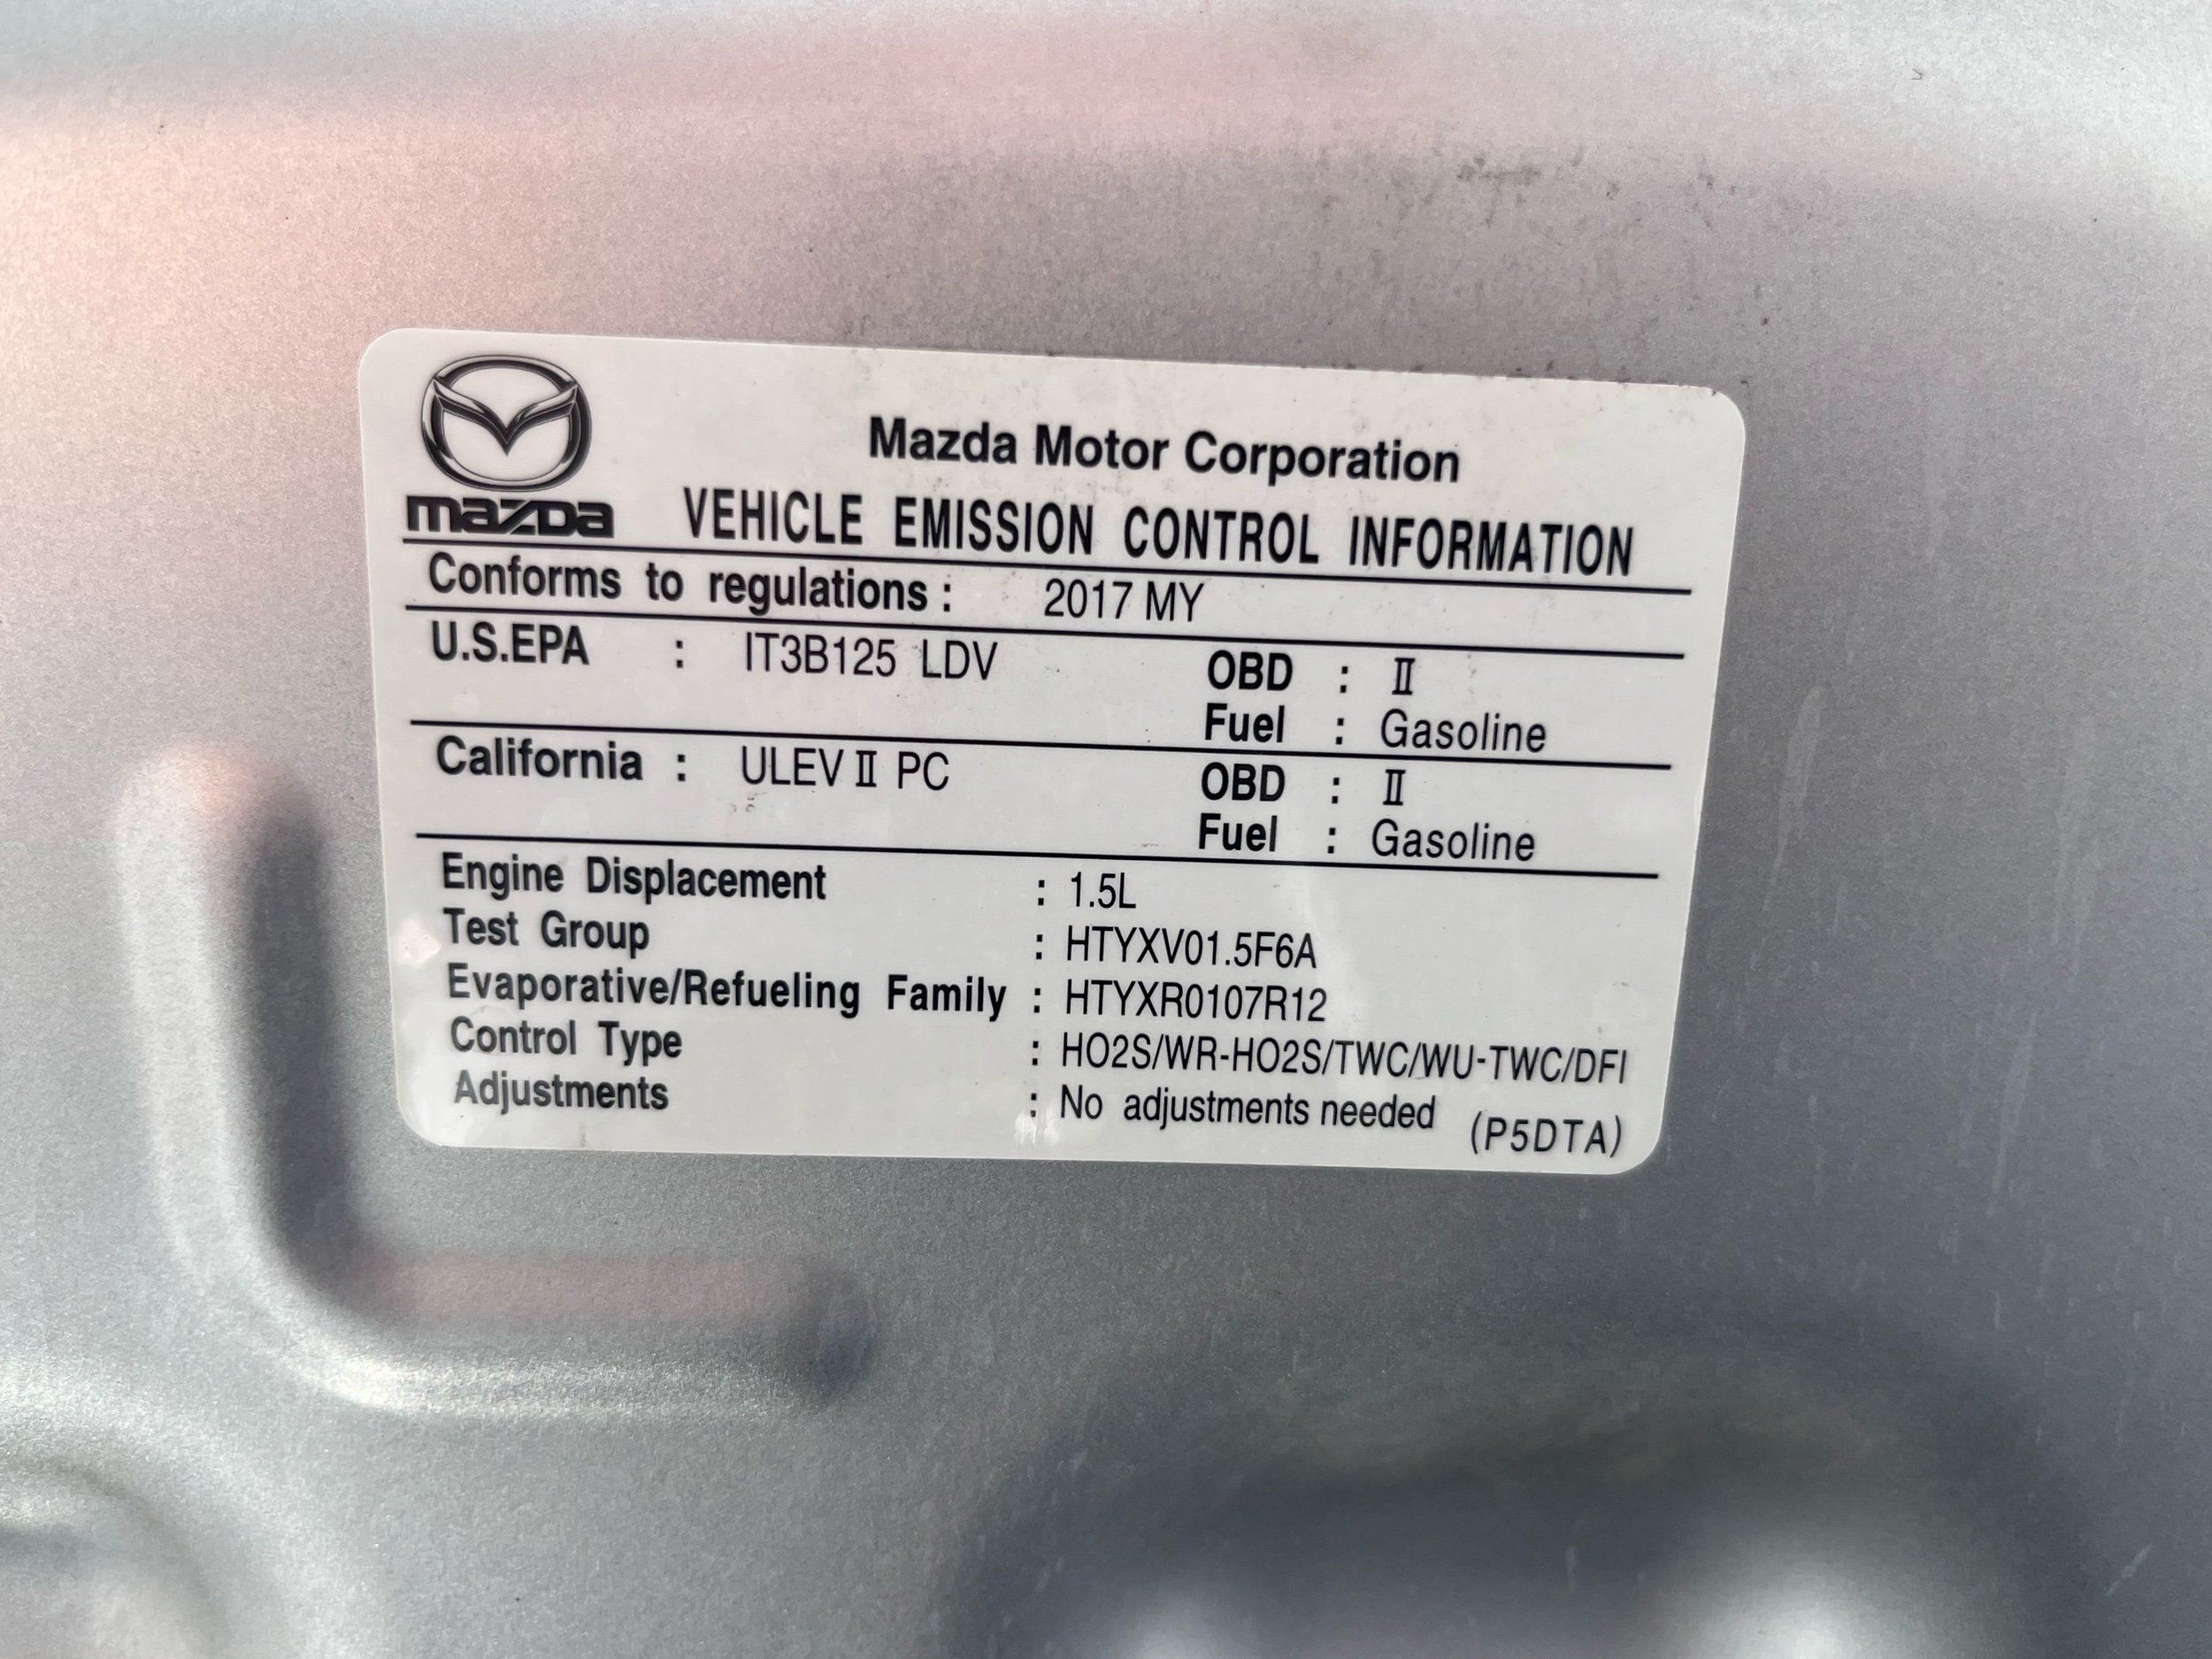 mazda
Mazda Motor Corporation
VEHICLE EMISSION CONTROL INFORMATION
Conforms to regulations : 2017 MY
U.S.EPA : IT3B125 LDV OBD : II
Fuel : Gasoline
California : ULEV II PC OBD : II
Fuel : Gasoline
Engine Displacement : 1.5L
Test Group : HTYXV01.5F6A
Evaporative/Refueling Family : HTYXR0107R12
Control Type : HO2S/WR-HO2S/TWC/WU-TWC/DFI
Adjustments : No adjustments needed (P5DTA)